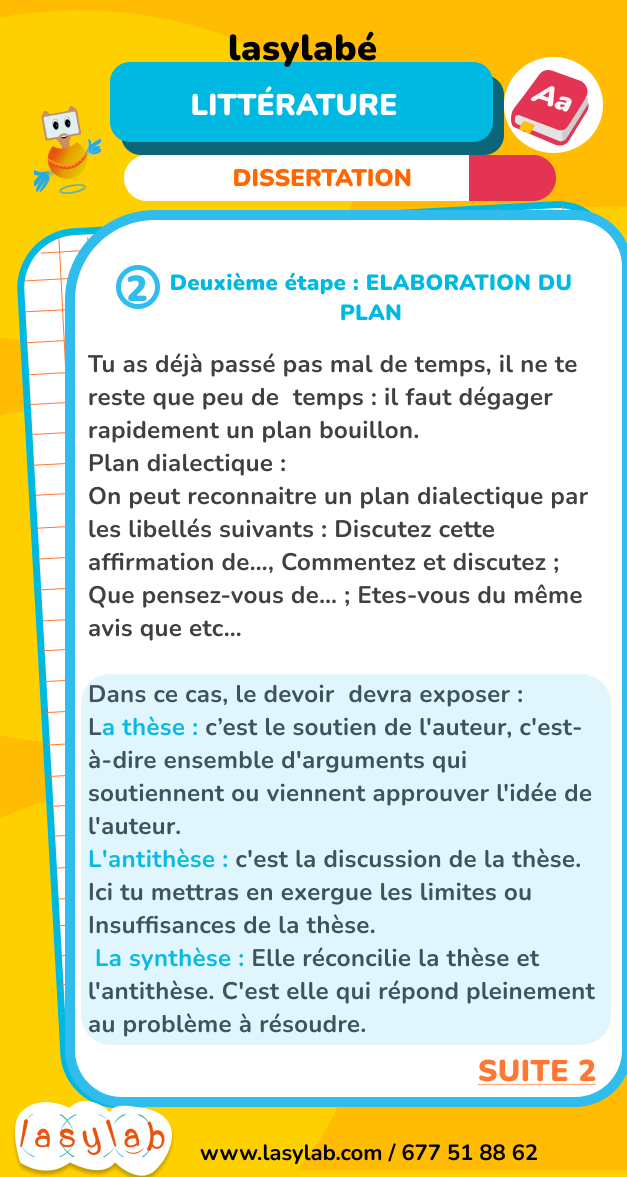 lasylabé
LITTÉRATURE
Aa
DISSERTATION
2 Deuxième étape : ELABORATION DU
PLAN
Tu as déjà passé pas mal de temps, il ne te
reste que peu de  temps : il faut dégager
rapidement un plan bouillon.
Plan dialectique :
On peut reconnaitre un plan dialectique par
les libellés suivants : Discutez cette
affirmation de..., Commentez et discutez ;
Que pensez-vous de... ; Etes-vous du même
avis que etc...
Dans ce cas, le devoir  devra exposer :
La thèse : c’est le soutien de l'auteur, c'est-
à-dire ensemble d'arguments qui
soutiennent ou viennent approuver l'idée de
l'auteur.
L'antithèse : c'est la discussion de la thèse.
Ici tu mettras en exergue les limites ou
Insuffisances de la thèse.
La synthèse : Elle réconcilie la thèse et
l'antithèse. C'est elle qui répond pleinement
au problème à résoudre.
SUITE 2
lasylab
www.lasylab.com / 677 51 88 62